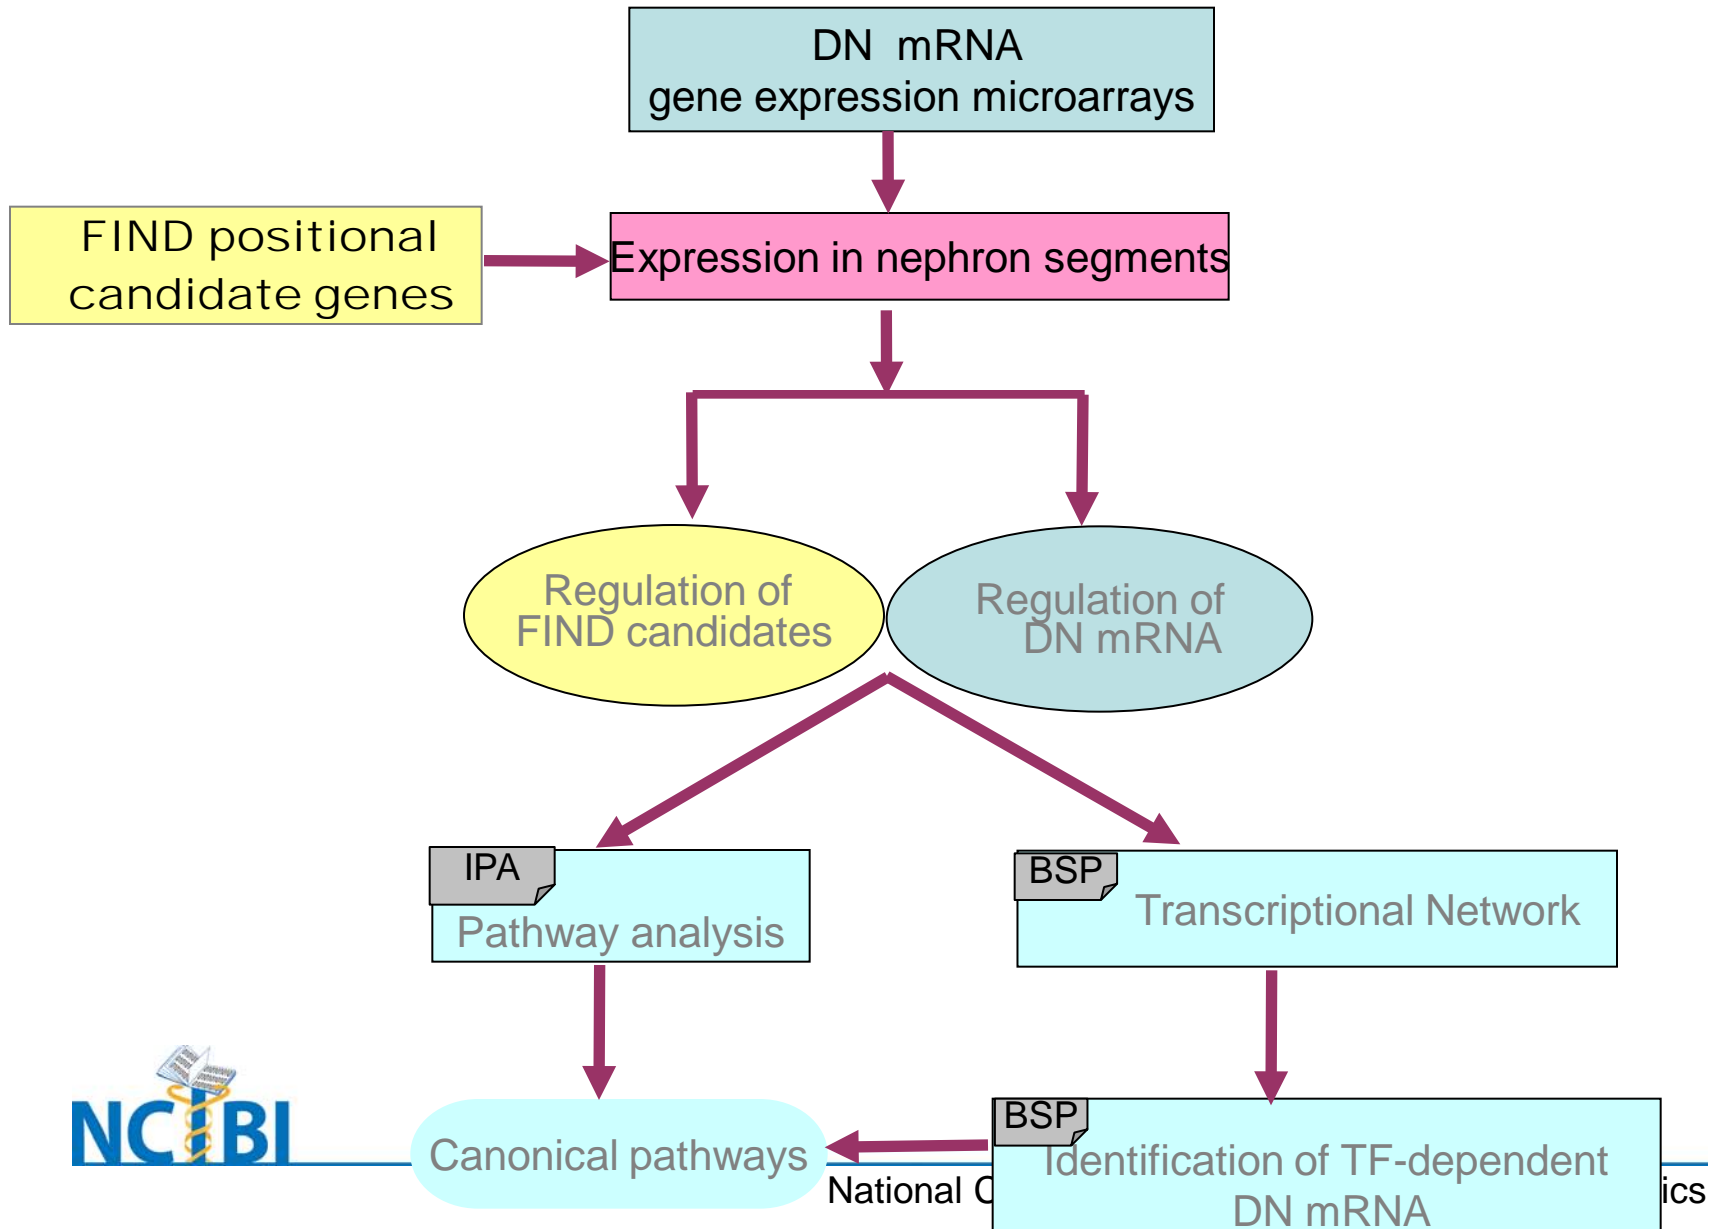 DN mRNA
gene expression microarrays
FIND positional
candidate genes
Expression in nephron segments
Regulation of
FIND candidates
Regulation of
DN mRNA
IPA
Pathway analysis
BSP
Transcriptional Network
NCIBI
Canonical pathways
BSP
Identification of TF-dependent
DN mRNA
National C
ics